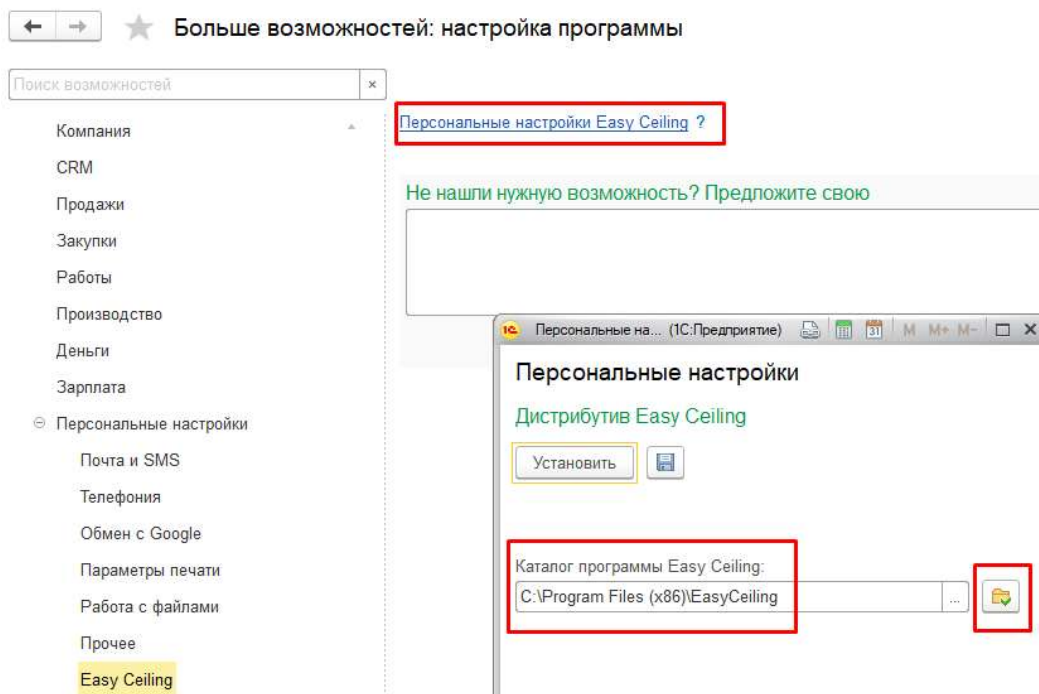 Больше возможностей: настройка программы
Поиск возможностей
×
Компания
CRM
Продажи
Закупки
Работы
Производство
Деньги
Зарплата
Персональные настройки
Почта и SMS
Телефония
Обмен с Google
Параметры печати
Работа с файлами
Прочее
Easy Ceiling
Персональные настройки Easy Ceiling ?
Не нашли нужную возможность? Предложите свою
1С Персональные на... (1С:Предприятие) 31 M M+ M-
Персональные настройки
Дистрибутив Easy Ceiling
Установить
Каталог программы Easy Ceiling:
C:\Program Files (x86)\EasyCeiling ...